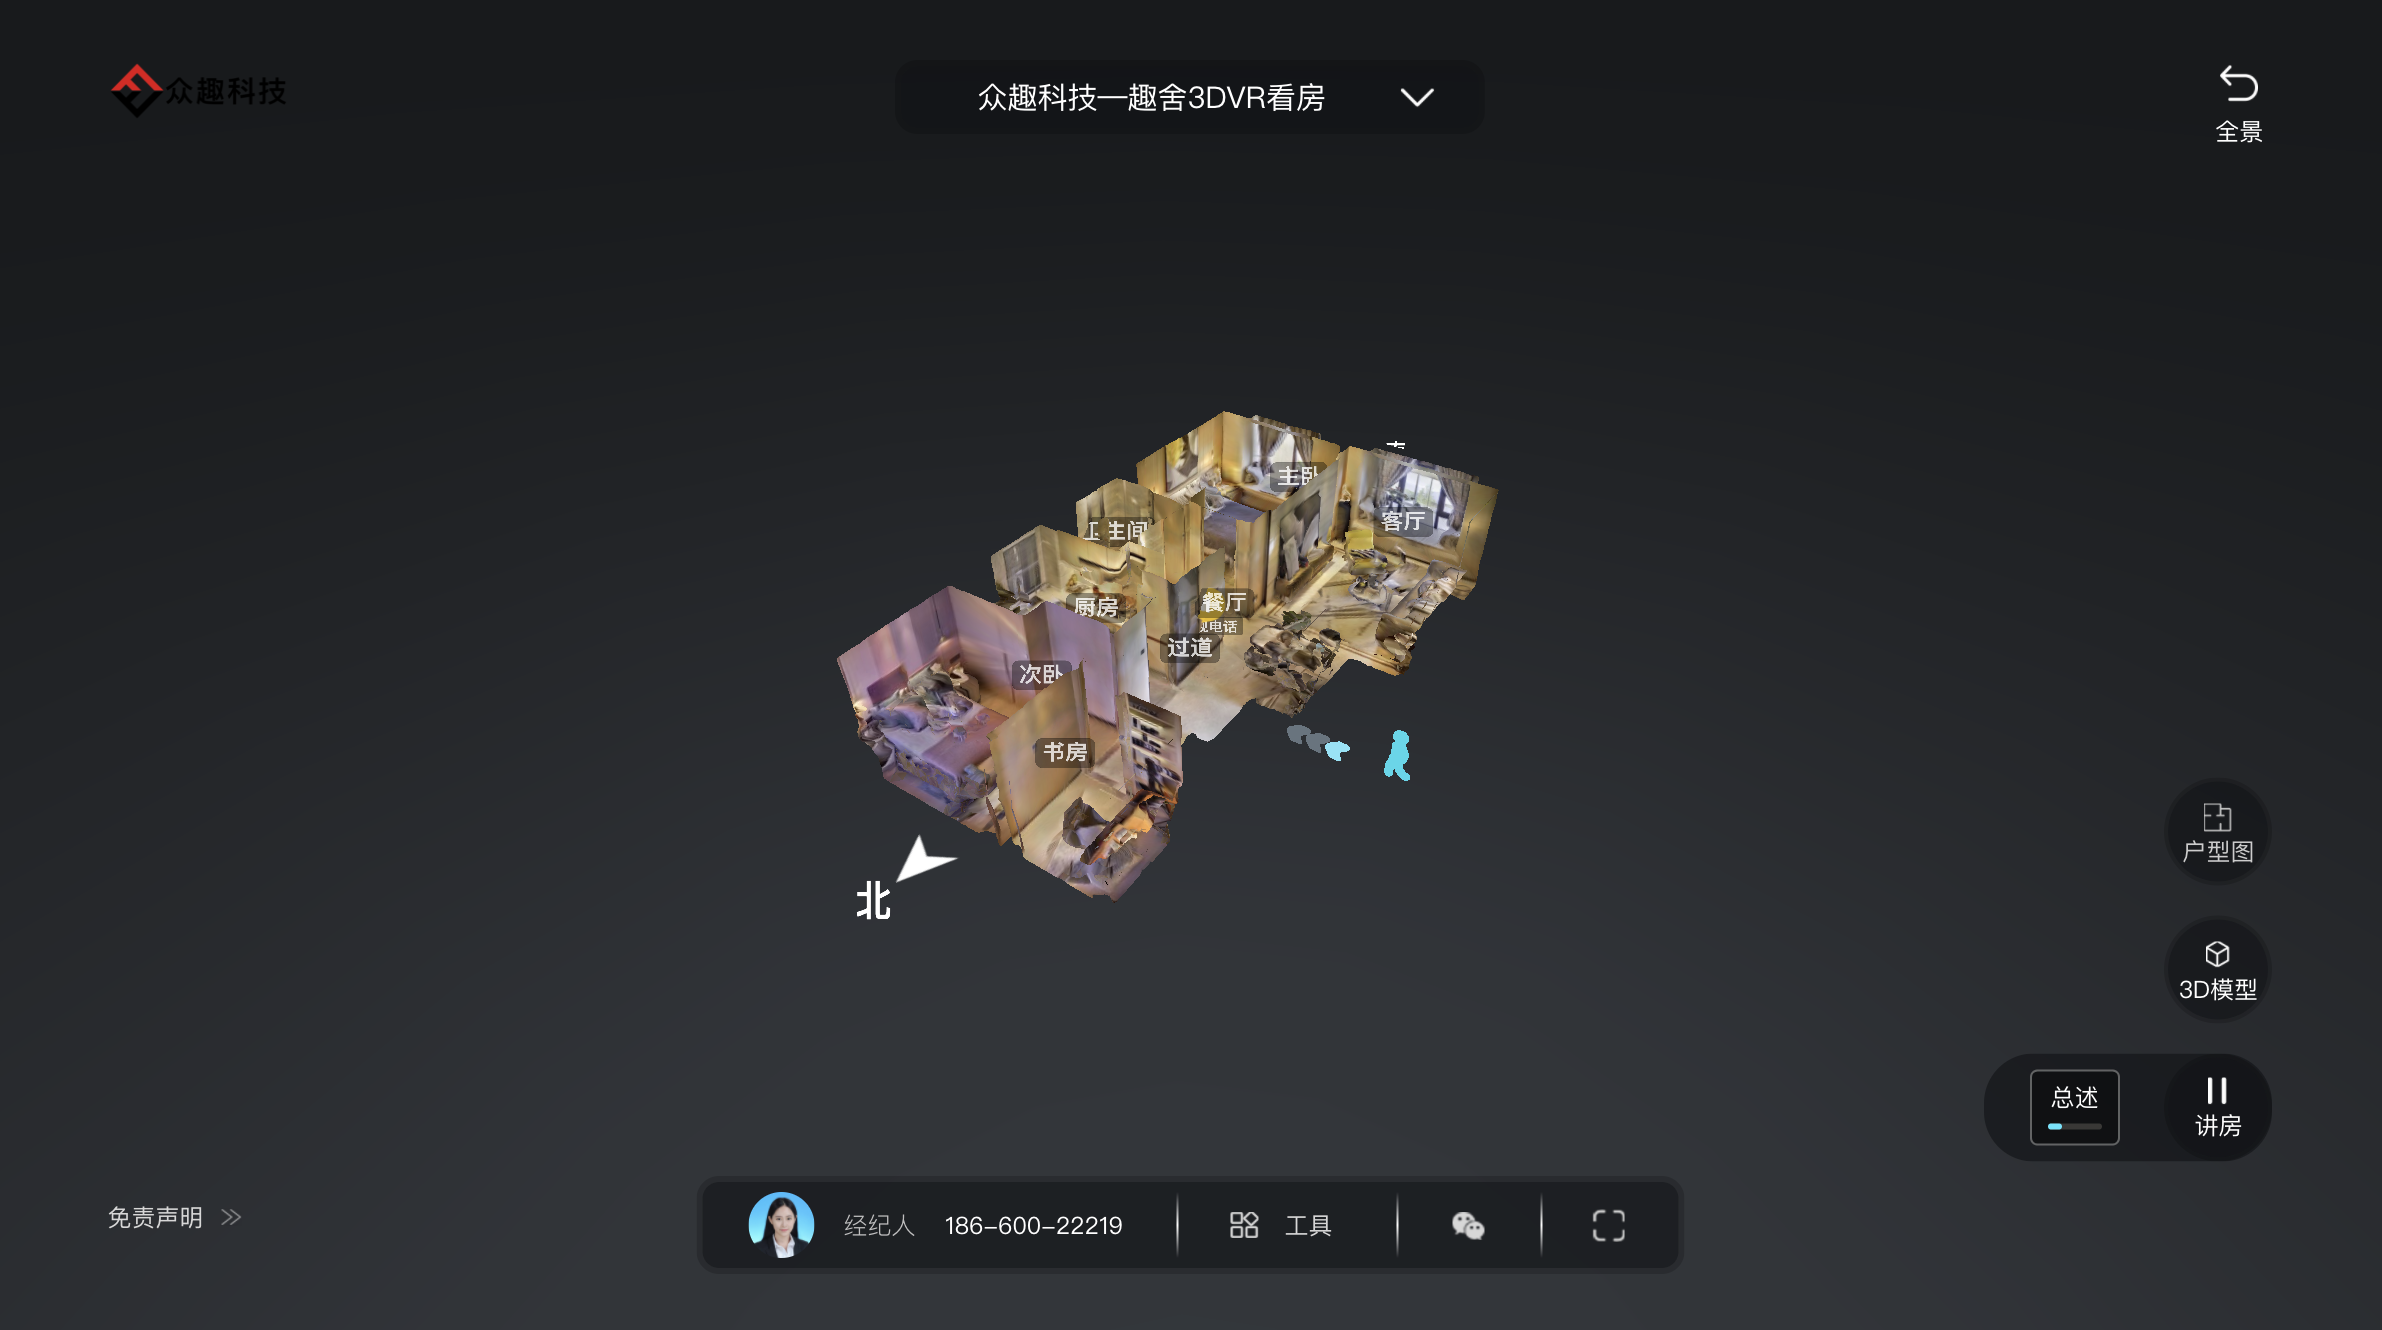 众趣科技
众趣科技—趣舍3DVR看房
全景
主卧
客厅
卫生间
厨房
餐厅
电话
过道
次卧
书房
北
户型图
3D模型
总述
讲房
免责声明
经纪人 186-600-22219
工具